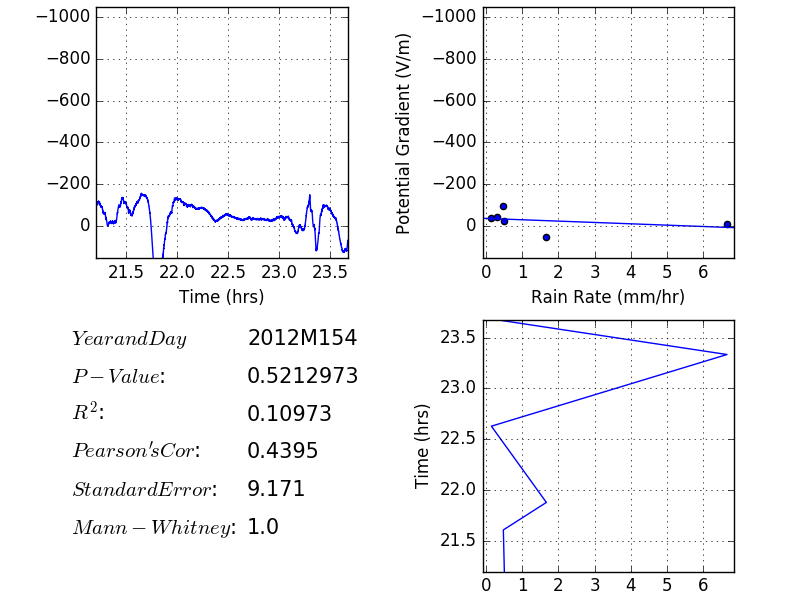 −1000
−800
−600
−400
−200
0
21.5 22.0 22.5 23.0 23.5
Time (hrs)
Potential Gradient (V/m)
−1000
−800
−600
−400
−200
0
0 1 2 3 4 5 6
Rain Rate (mm/hr)
YearandDay 2012M154
P−Value: 0.5212973
R²: 0.10973
Pearson'sCor: 0.4395
StandardError: 9.171
Mann−Whitney: 1.0
Time (hrs)
23.5
23.0
22.5
22.0
21.5
0 1 2 3 4 5 6